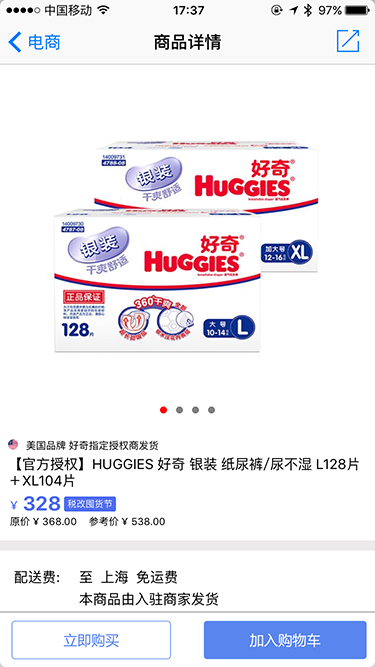 中国移动
17:37
97%
电商
商品详情
14009731
4788-08
银装
干爽舒适
好奇
HUGGIES
加大号
XL
12-16
14009730
4787-08
银装
干爽舒适
好奇
HUGGIES
正品保证
360干爽
128片
大号
L
10-14
美国品牌 好奇指定授权商发货
【官方授权】HUGGIES 好奇 银装 纸尿裤/尿不湿 L128片
＋XL104片
¥ 328 税改囤货节
原价 ¥ 368.00 参考价 ¥ 538.00
配送费: 至 上海 免运费
本商品由入驻商家发货
立即购买
加入购物车